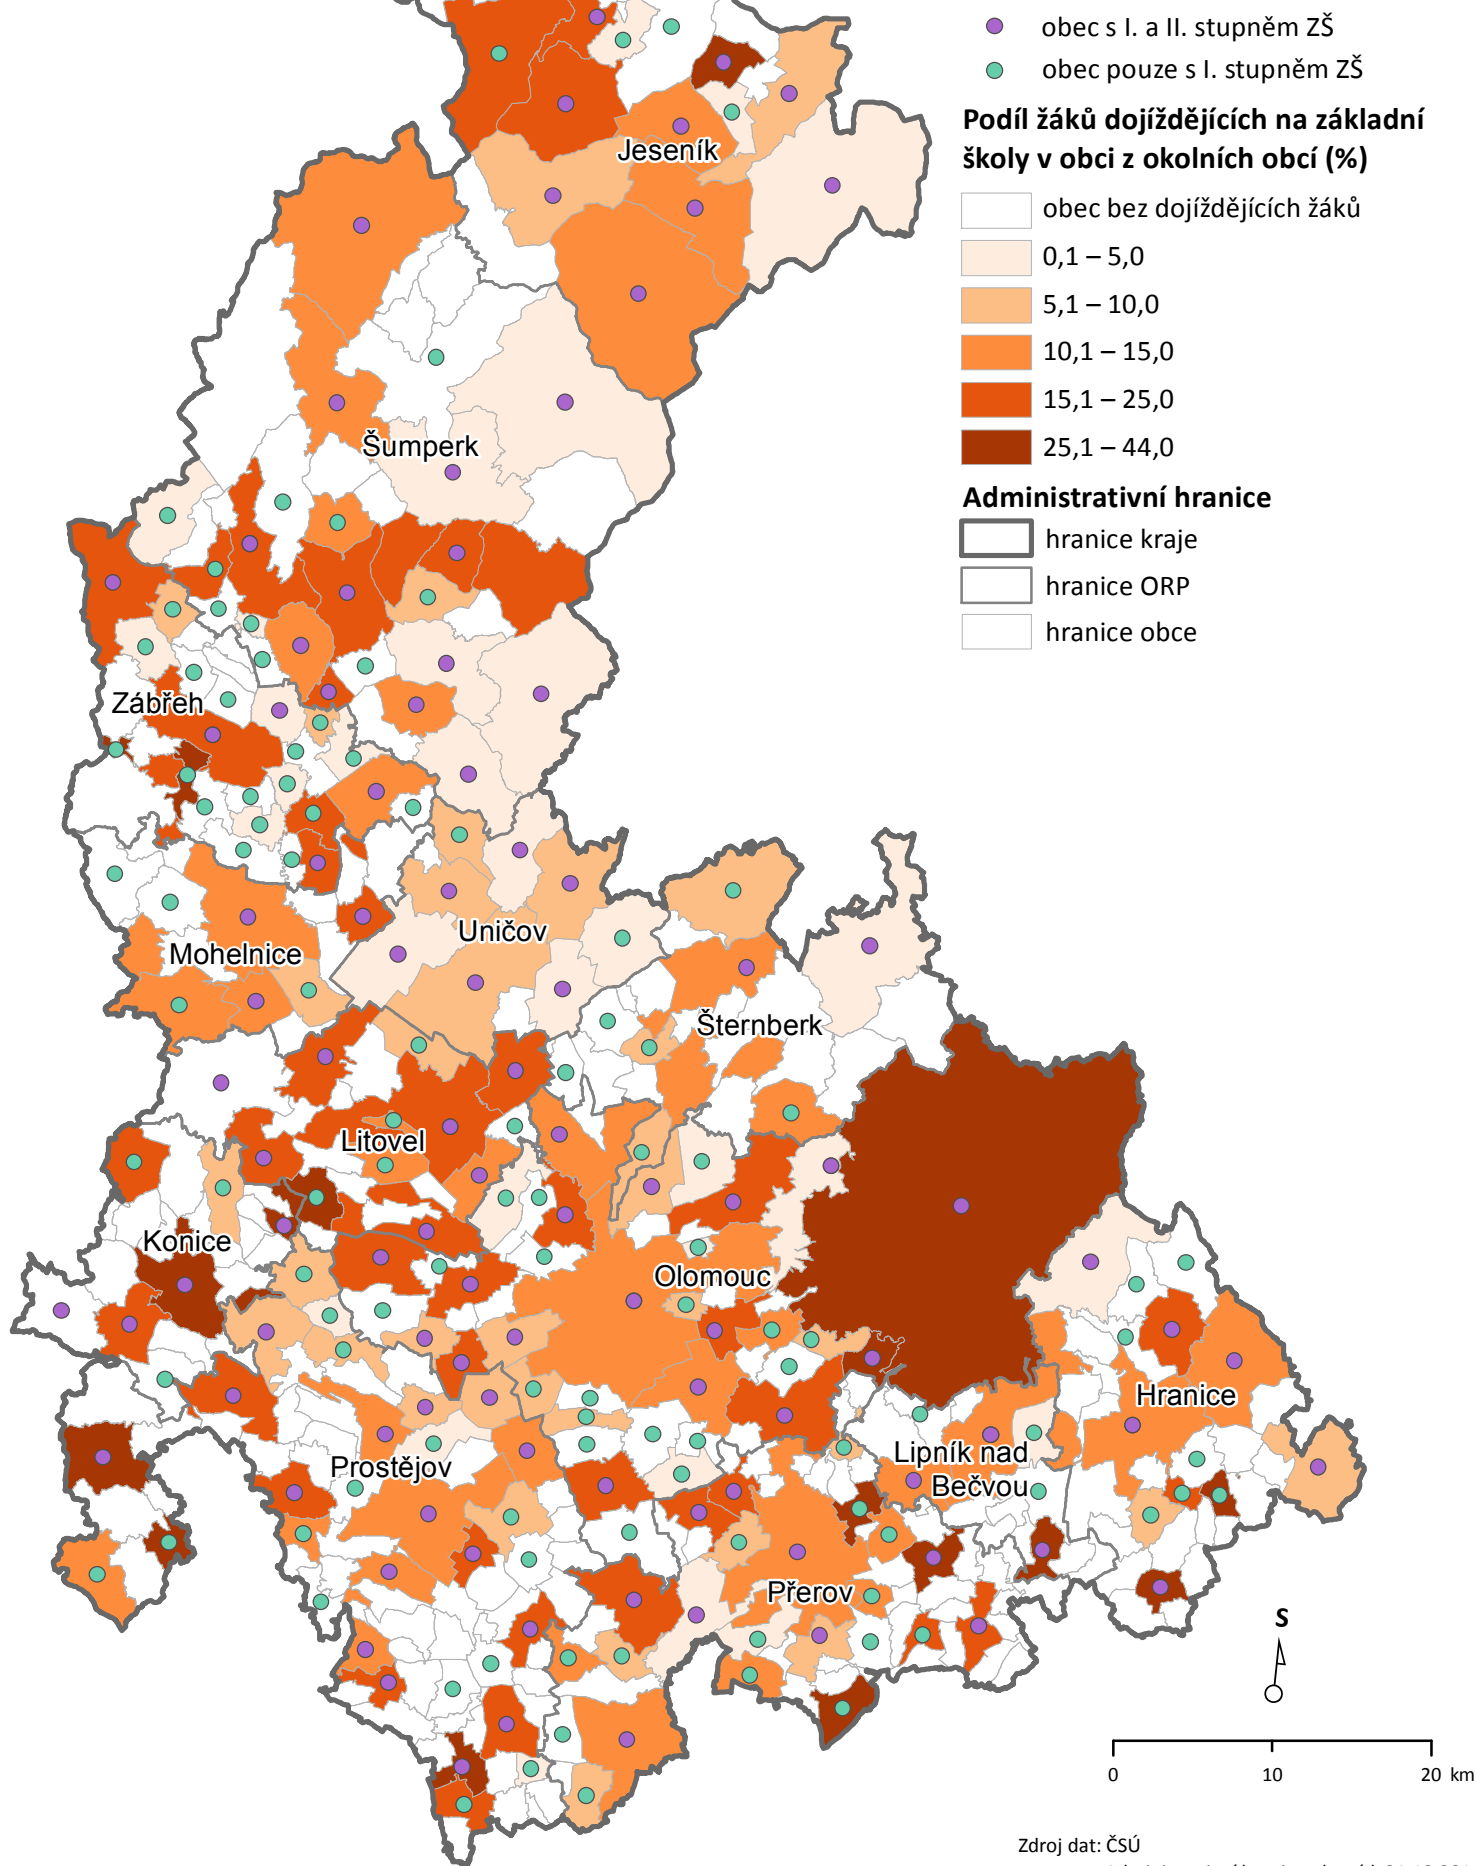 obec s I. a II. stupněm ZŠ
obec pouze s I. stupněm ZŠ
Podíl žáků dojíždějících na základní
školy v obci z okolních obcí (%)
obec bez dojíždějících žáků
0,1 – 5,0
5,1 – 10,0
10,1 – 15,0
15,1 – 25,0
25,1 – 44,0
Administrativní hranice
hranice kraje
hranice ORP
hranice obce
Jeseník
Šumperk
Zábřeh
Uničov
Mohelnice
Šternberk
Litovel
Konice
Olomouc
Hranice
Prostějov
Lipník nad
Bečvou
Přerov
S
0 10 20 km
Zdroj dat: ČSÚ